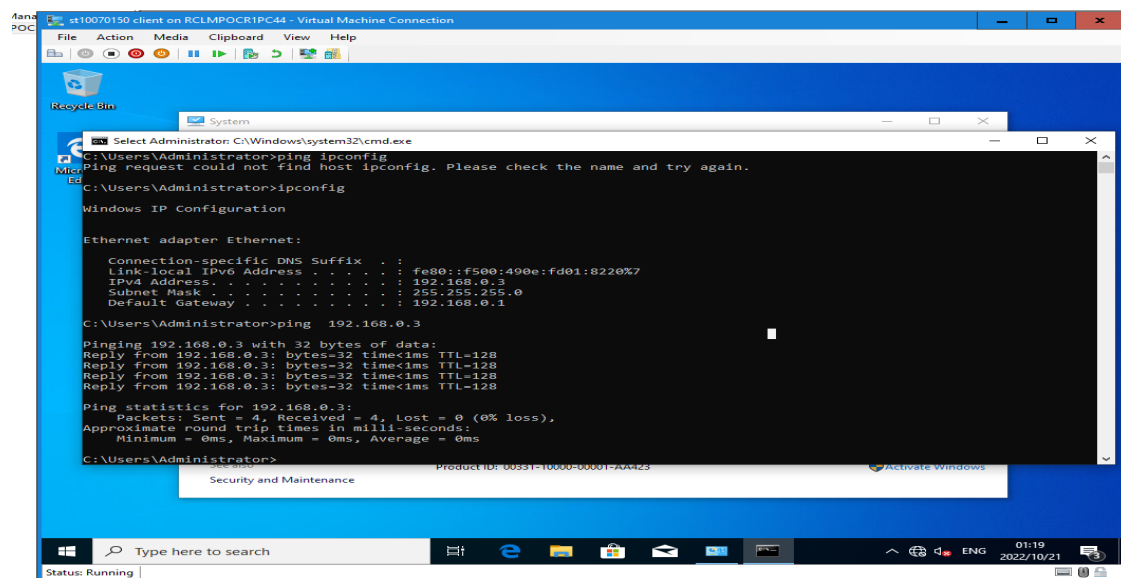 Mana
POC
st10070150 client on RCLMPOCR1PC44 - Virtual Machine Connection
File Action Media Clipboard View Help
Recycle Bin
System
Select Administrator: C:\Windows\system32\cmd.exe
C:\Users\Administrator>ping ipconfig
Ping request could not find host ipconfig. Please check the name and try again.
C:\Users\Administrator>ipconfig
Windows IP Configuration
Ethernet adapter Ethernet:
Connection-specific DNS Suffix . :
Link-local IPv6 Address . . . . . : fe80::f500:490e:fd01:8220%7
IPv4 Address. . . . . . . . . . . : 192.168.0.3
Subnet Mask . . . . . . . . . . . : 255.255.255.0
Default Gateway . . . . . . . . . : 192.168.0.1
C:\Users\Administrator>ping  192.168.0.3
Pinging 192.168.0.3 with 32 bytes of data:
Reply from 192.168.0.3: bytes=32 time<1ms TTL=128
Reply from 192.168.0.3: bytes=32 time<1ms TTL=128
Reply from 192.168.0.3: bytes=32 time<1ms TTL=128
Reply from 192.168.0.3: bytes=32 time<1ms TTL=128
Ping statistics for 192.168.0.3:
Packets: Sent = 4, Received = 4, Lost = 0 (0% loss),
Approximate round trip times in milli-seconds:
Minimum = 0ms, Maximum = 0ms, Average = 0ms
C:\Users\Administrator>
See also
Product ID: 00331-10000-00001-AA423
Activate Windows
Security and Maintenance
Type here to search
ENG
01:19
2022/10/21
3
Status: Running